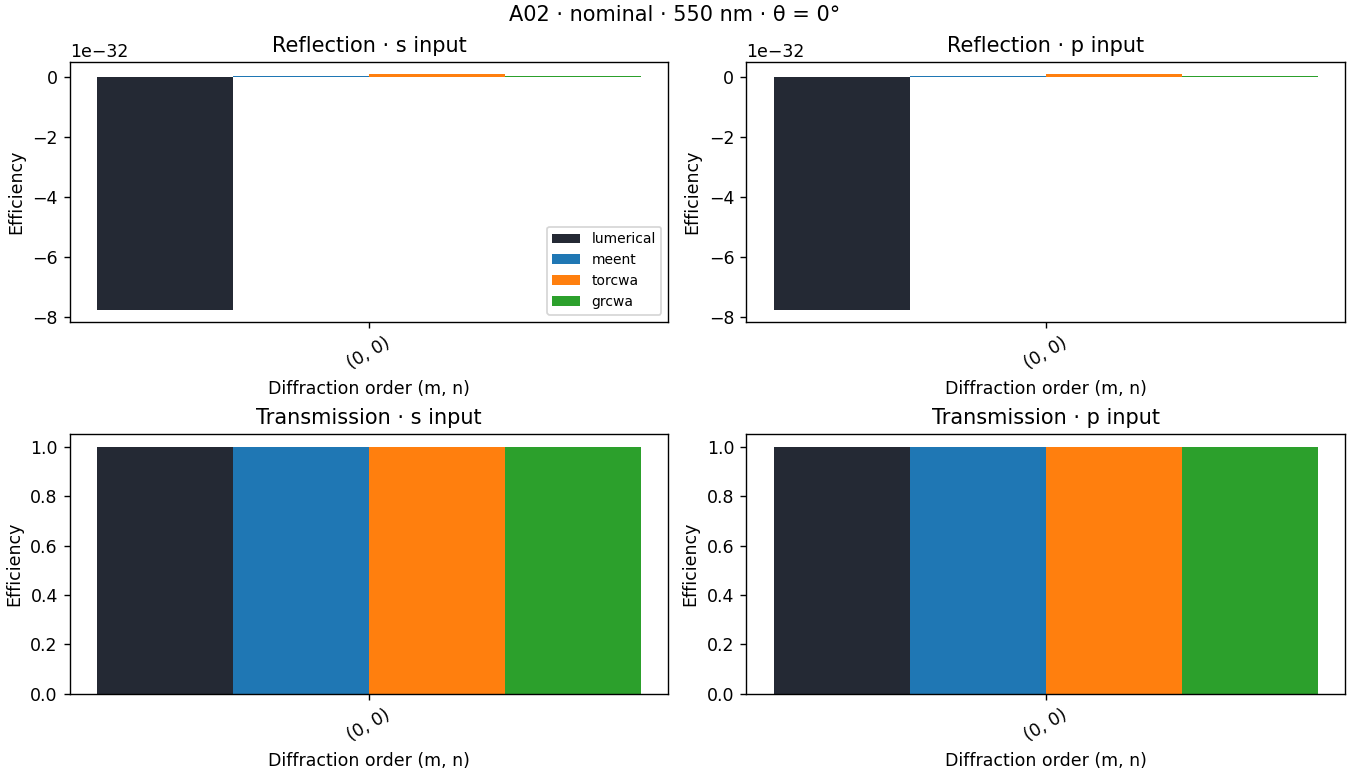 A02 · nominal · 550 nm · θ = 0°
Reflection · s input
1e−32
0
−2
−4
−6
−8
Efficiency
(0, 0)
Diffraction order (m, n)
lumerical
meent
torcwa
grcwa
Reflection · p input
1e−32
0
−2
−4
−6
−8
Efficiency
(0, 0)
Diffraction order (m, n)
Transmission · s input
1.0
0.8
0.6
0.4
0.2
0.0
Efficiency
(0, 0)
Diffraction order (m, n)
Transmission · p input
1.0
0.8
0.6
0.4
0.2
0.0
Efficiency
(0, 0)
Diffraction order (m, n)